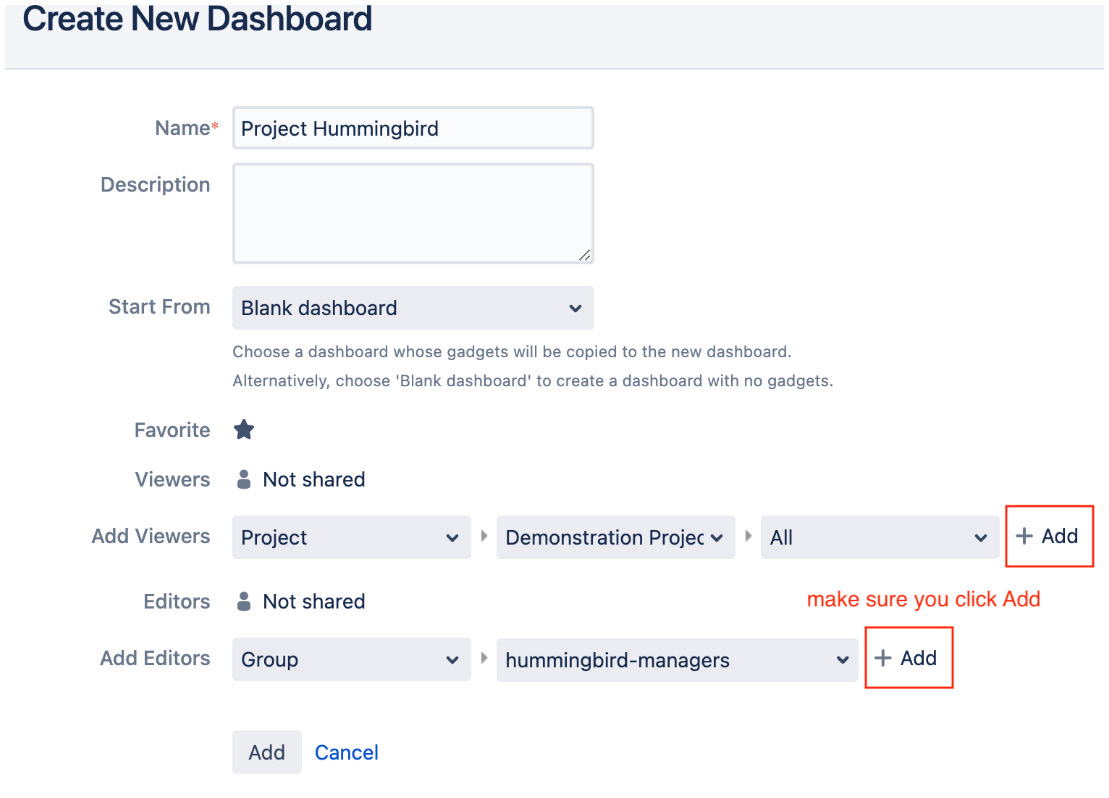 Create New Dashboard
Name* Project Hummingbird
Description
Start From Blank dashboard
Choose a dashboard whose gadgets will be copied to the new dashboard.
Alternatively, choose 'Blank dashboard' to create a dashboard with no gadgets.
Favorite
Viewers Not shared
Add Viewers Project Demonstration Projec All + Add
Editors Not shared
make sure you click Add
Add Editors Group hummingbird-managers + Add
Add Cancel